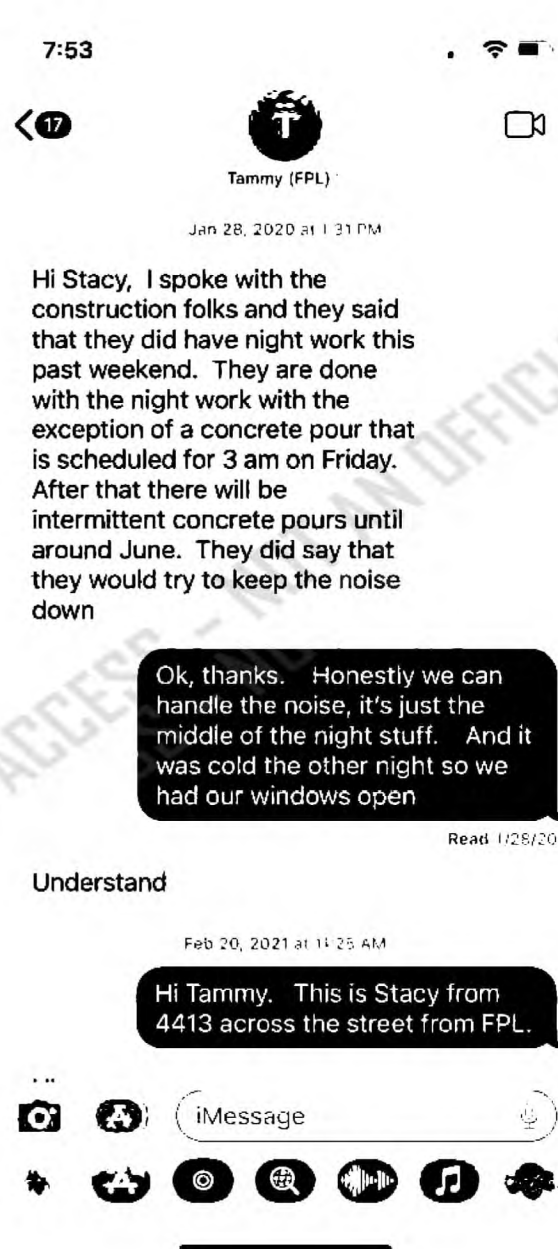 7:53
17
T
Tammy (FPL)
Jan 28, 2020 at 1:31 PM
Hi Stacy, I spoke with the
construction folks and they said
that they did have night work this
past weekend. They are done
with the night work with the
exception of a concrete pour that
is scheduled for 3 am on Friday.
After that there will be
intermittent concrete pours until
around June. They did say that
they would try to keep the noise
down
Ok, thanks. Honestly we can
handle the noise, it's just the
middle of the night stuff. And it
was cold the other night so we
had our windows open
Read 1/28/20
Understand
Feb 20, 2021 at 11:25 AM
Hi Tammy. This is Stacy from
4413 across the street from FPL.
iMessage
ACCESS - NOT AN